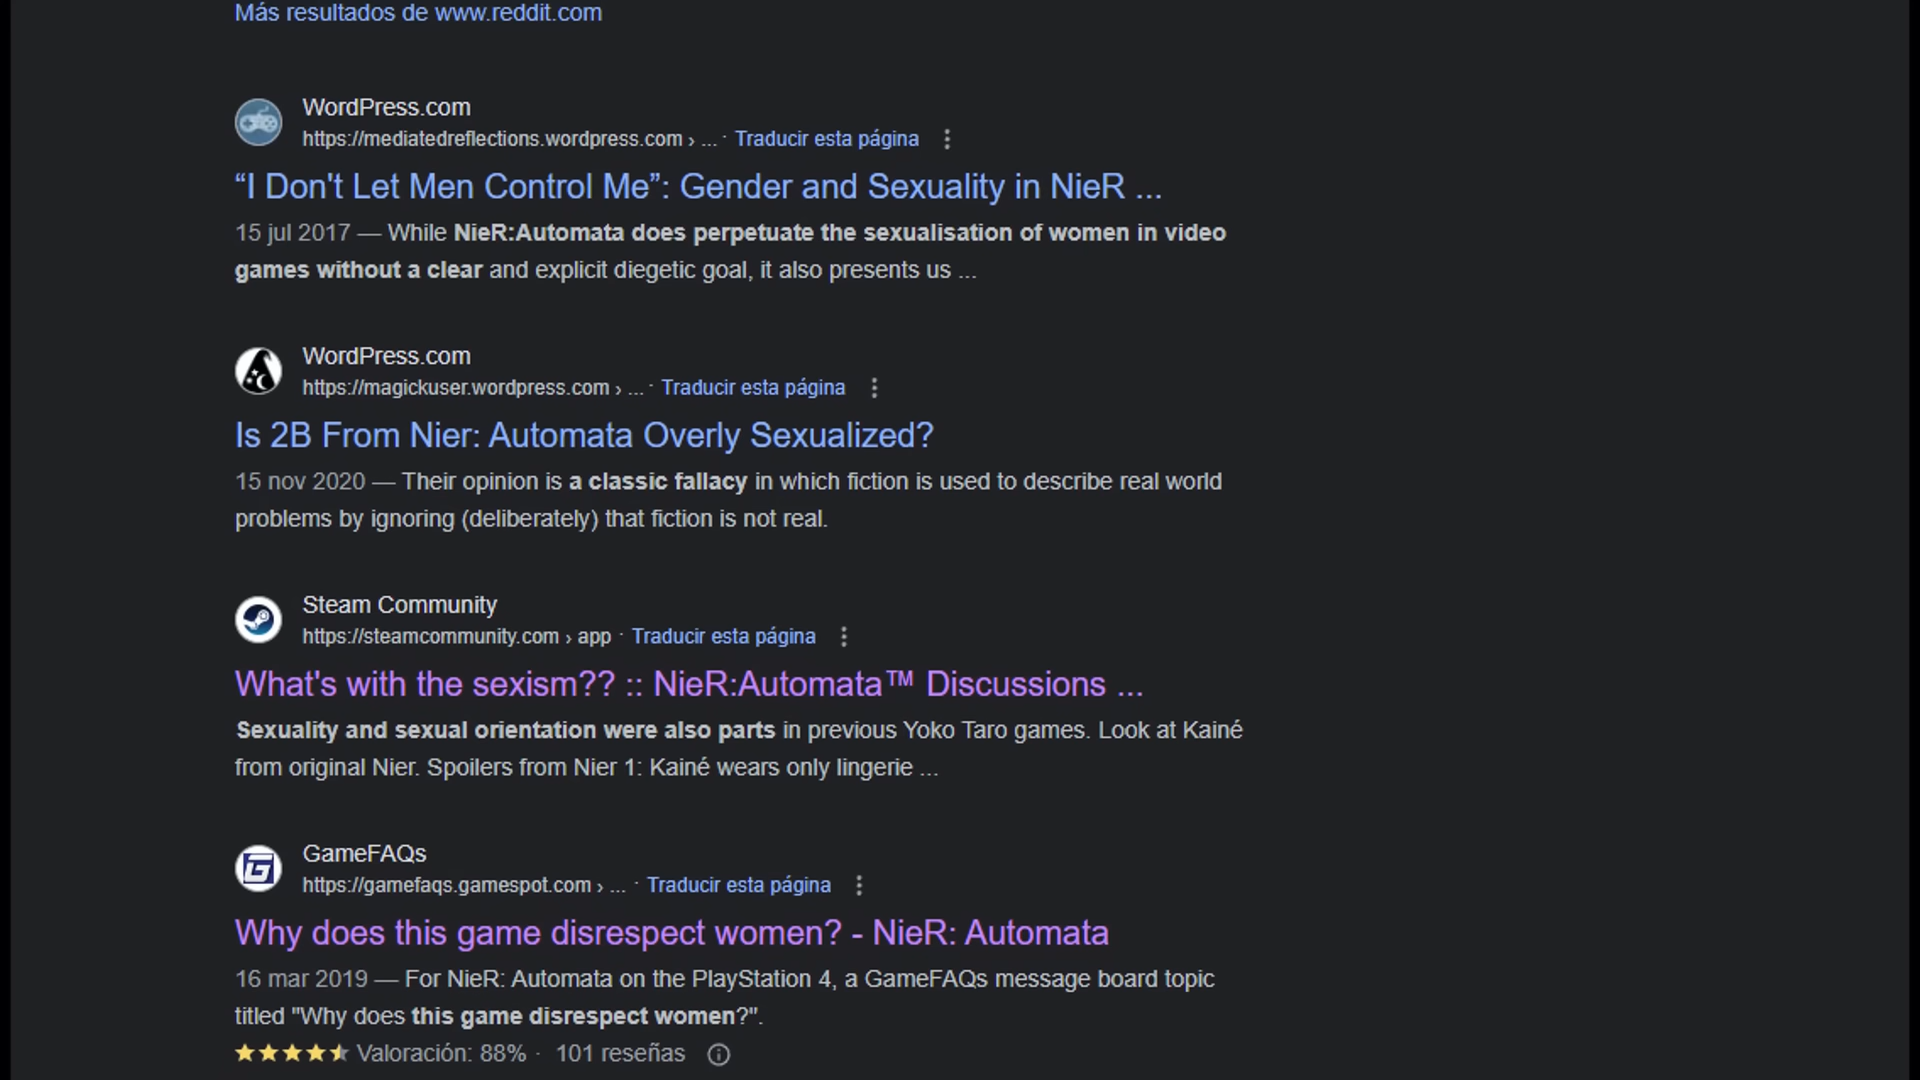 Más resultados de www.reddit.com
WordPress.com
https://mediatedreflections.wordpress.com › ... · Traducir esta página
“I Don't Let Men Control Me”: Gender and Sexuality in NieR ...
15 jul 2017 — While NieR:Automata does perpetuate the sexualisation of women in video
games without a clear and explicit diegetic goal, it also presents us ...
WordPress.com
https://magickuser.wordpress.com › ... · Traducir esta página
Is 2B From Nier: Automata Overly Sexualized?
15 nov 2020 — Their opinion is a classic fallacy in which fiction is used to describe real world
problems by ignoring (deliberately) that fiction is not real.
Steam Community
https://steamcommunity.com › app · Traducir esta página
What's with the sexism?? :: NieR:Automata™ Discussions ...
Sexuality and sexual orientation were also parts in previous Yoko Taro games. Look at Kainé
from original Nier. Spoilers from Nier 1: Kainé wears only lingerie ...
GameFAQs
https://gamefaqs.gamespot.com › ... · Traducir esta página
Why does this game disrespect women? - NieR: Automata
16 mar 2019 — For NieR: Automata on the PlayStation 4, a GameFAQs message board topic
titled "Why does this game disrespect women?".
Valoración: 88% · 101 reseñas